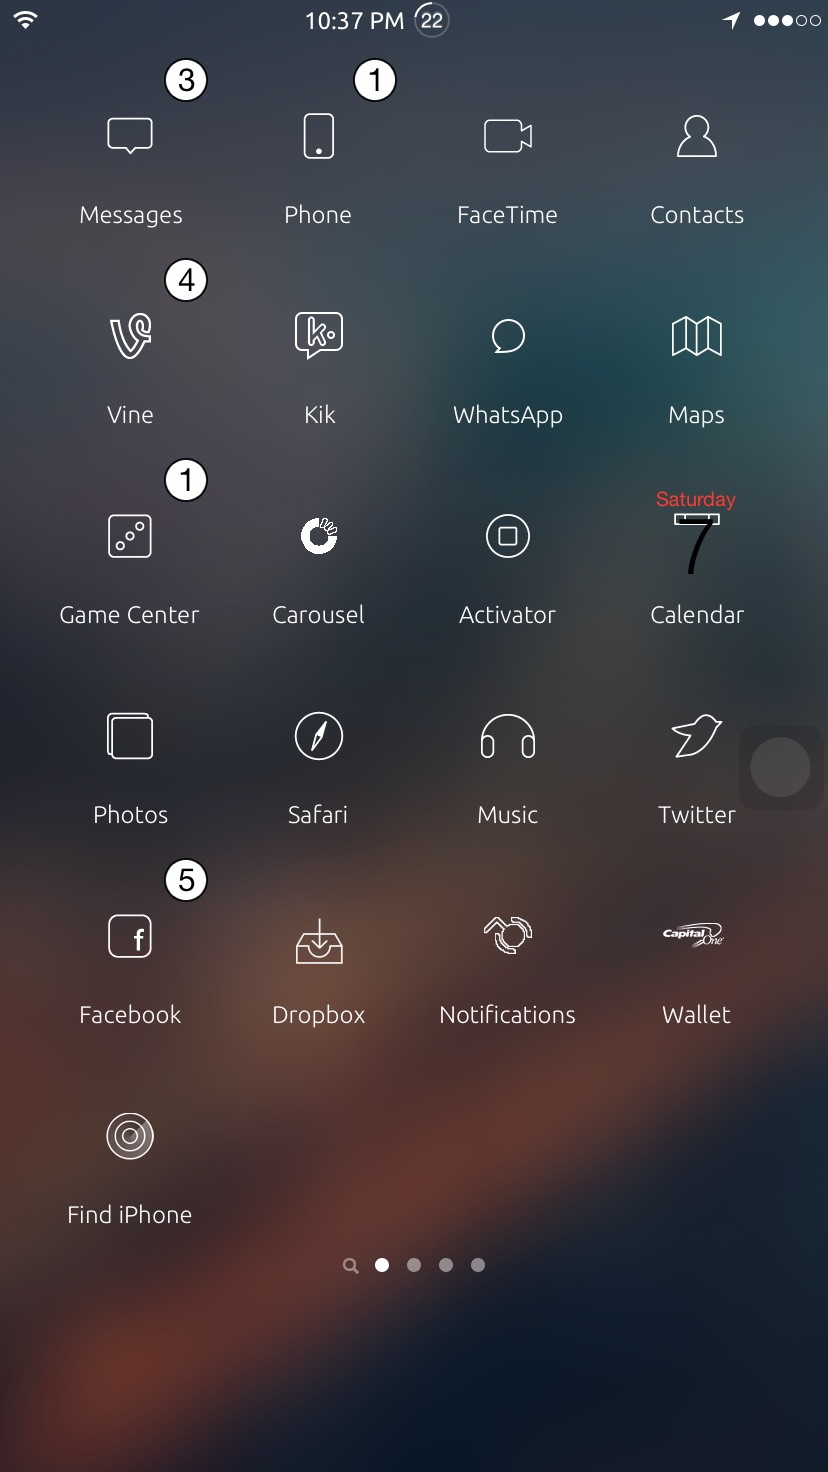 10:37 PM 22
3 1
Messages Phone FaceTime Contacts
4
k.
Vine Kik WhatsApp Maps
1
Saturday
7
Game Center Carousel Activator Calendar
Photos Safari Music Twitter
5
f
Capital One
Facebook Dropbox Notifications Wallet
Find iPhone